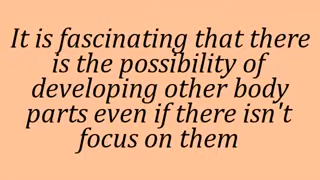 It is fascinating that there
is the possibility of
developing other body
parts even if there isn't
focus on them